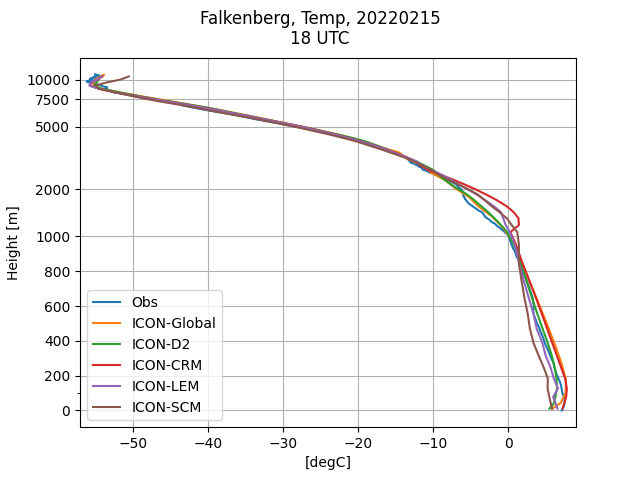 Falkenberg, Temp, 20220215
18 UTC
Height [m]
10000
7500
5000
2000
1000
800
600
400
200
0
Obs
ICON-Global
ICON-D2
ICON-CRM
ICON-LEM
ICON-SCM
−50 −40 −30 −20 −10 0
[degC]